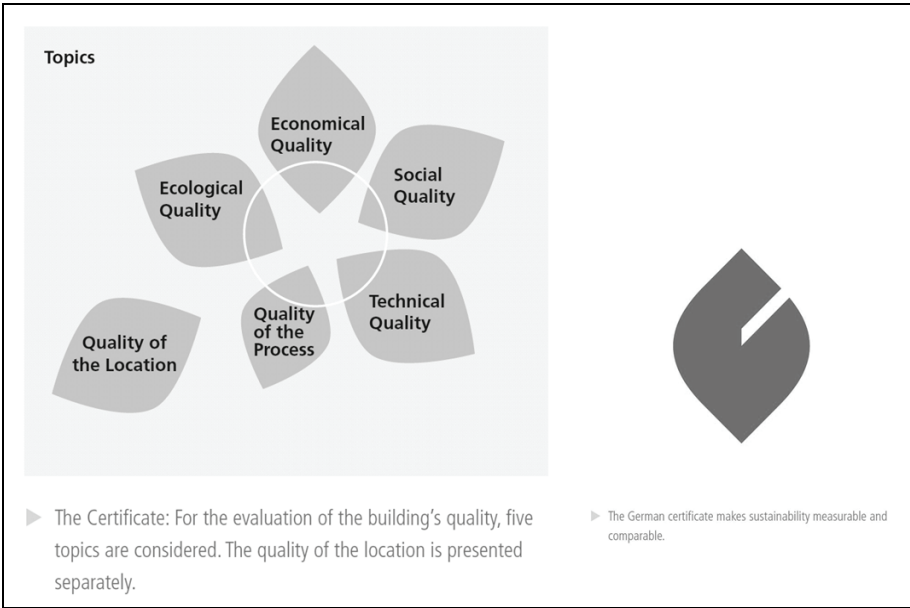 Topics
Economical
Quality
Social
Quality
Ecological
Quality
Technical
Quality
Quality
of the
Process
Quality of
the Location
The Certificate: For the evaluation of the building’s quality, five
topics are considered. The quality of the location is presented
separately.
The German certificate makes sustainability measurable and
comparable.